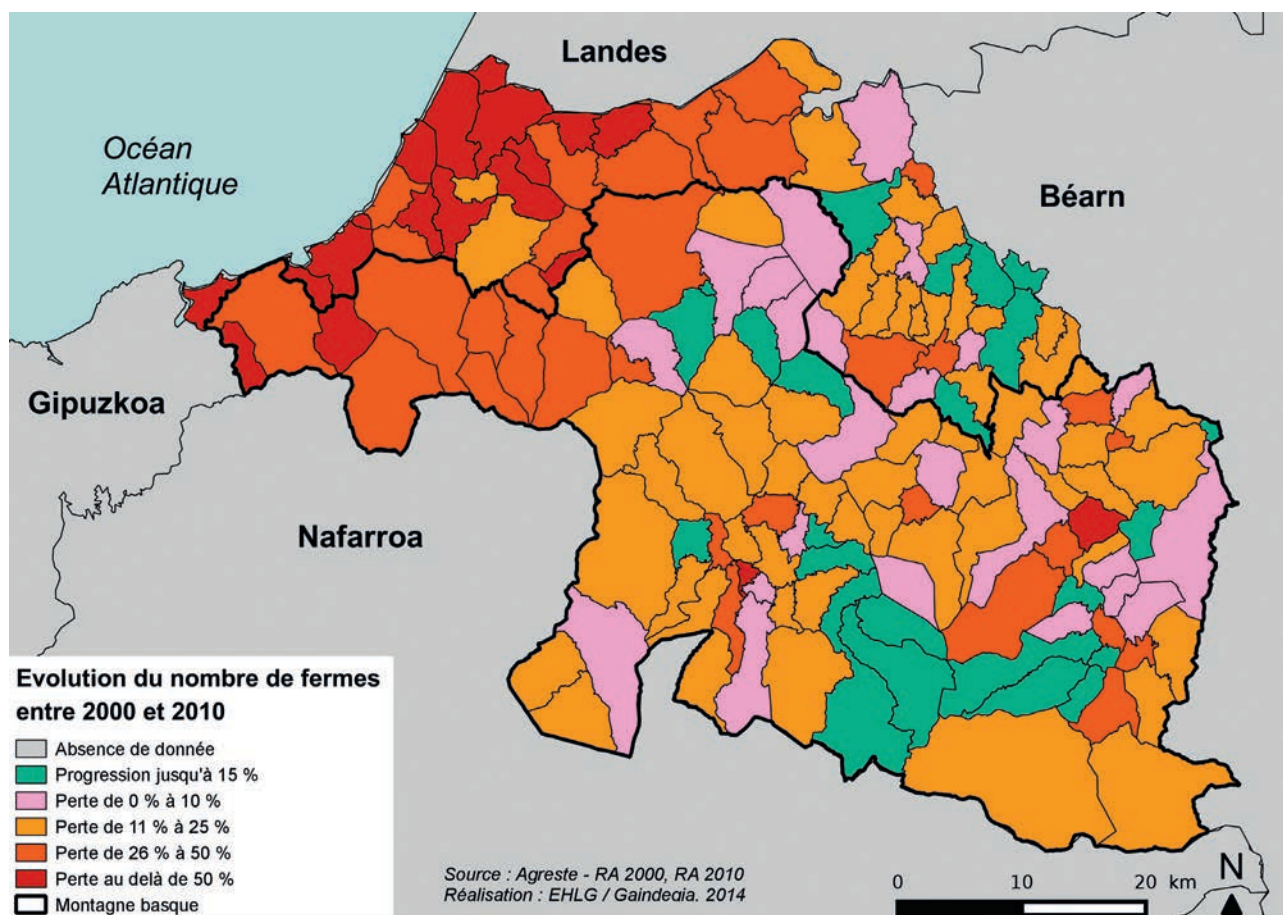 Landes
Océan
Atlantique
Béarn
Gipuzkoa
Nafarroa
Evolution du nombre de fermes
entre 2000 et 2010
Absence de donnée
Progression jusqu'à 15 %
Perte de 0 % à 10 %
Perte de 11 % à 25 %
Perte de 26 % à 50 %
Perte au delà de 50 %
Montagne basque
Source : Agreste - RA 2000, RA 2010
Réalisation : EHLG / Gaindegia. 2014
0 10 20 km
N